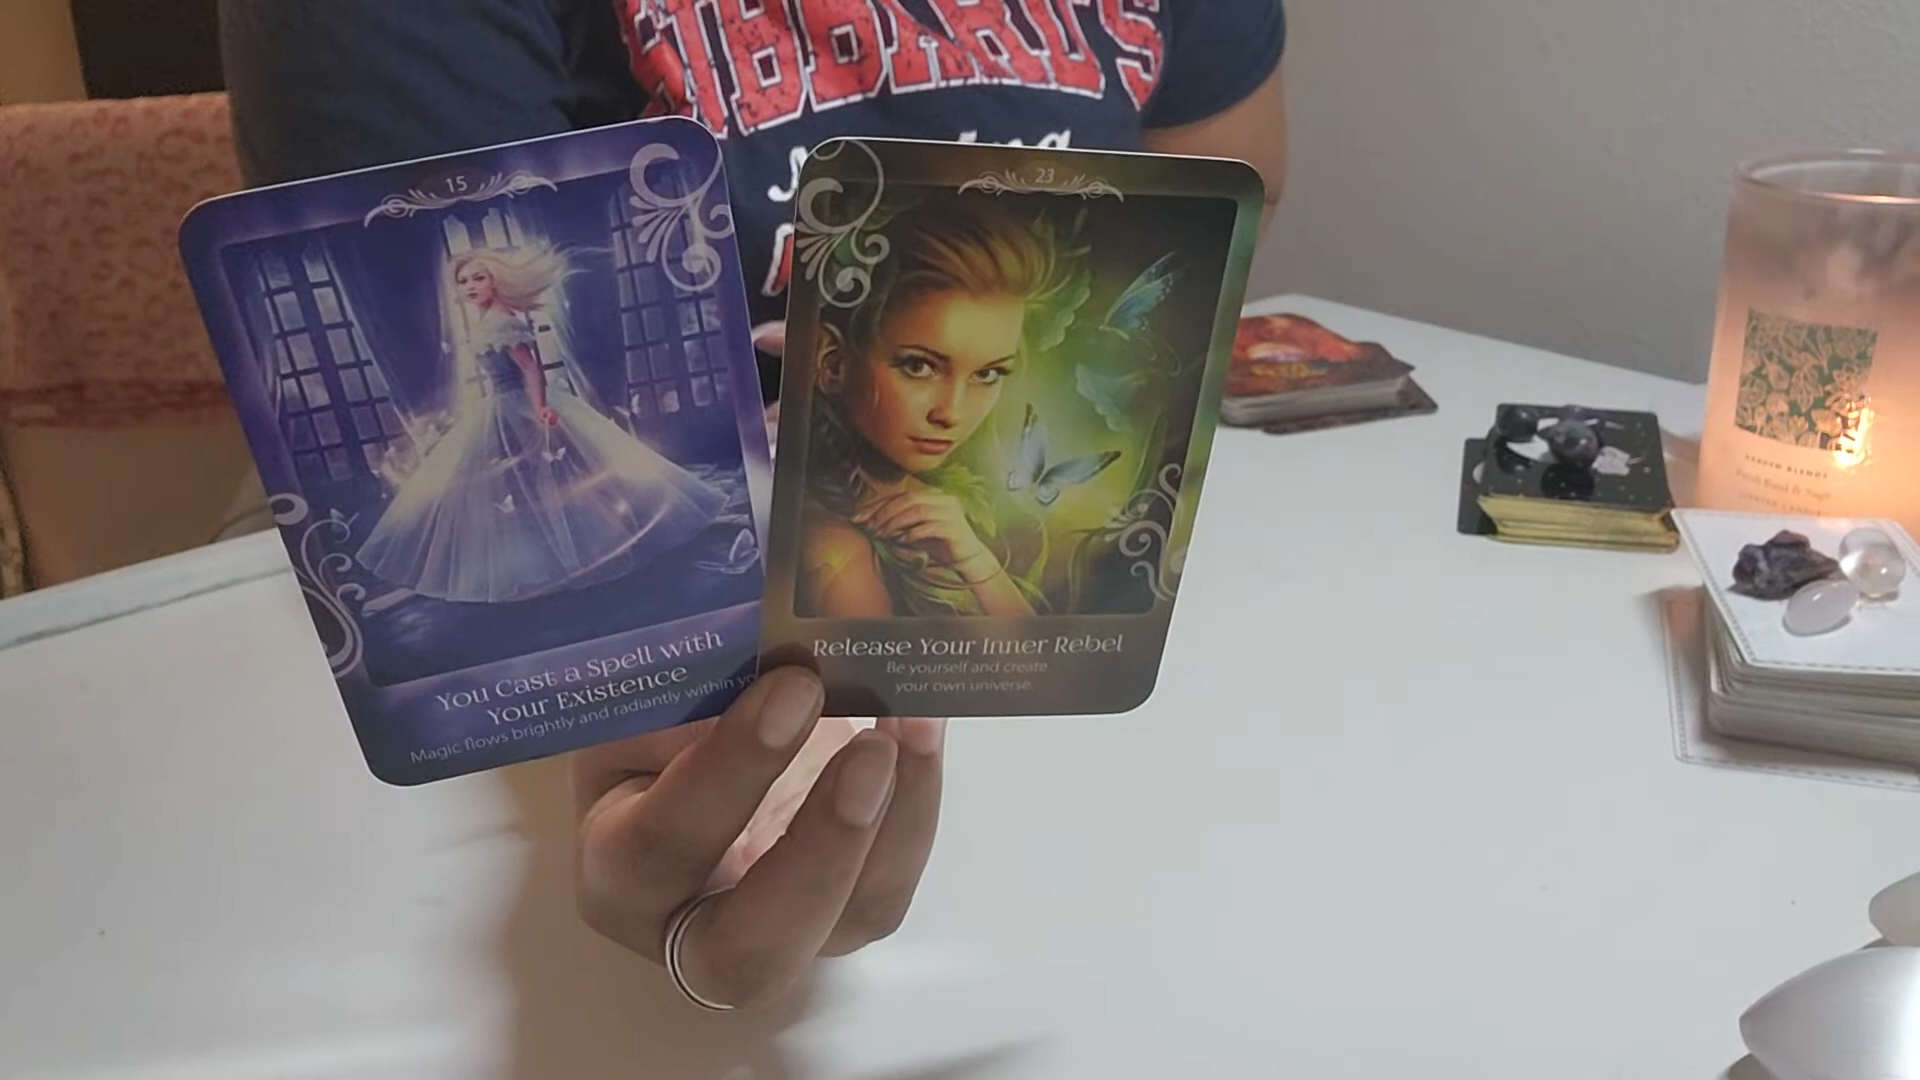 15
You Cast a Spell with
Your Existence
Magic flows brightly and radiantly within
23
Release Your Inner Rebel
Be yourself and create
your own universe.